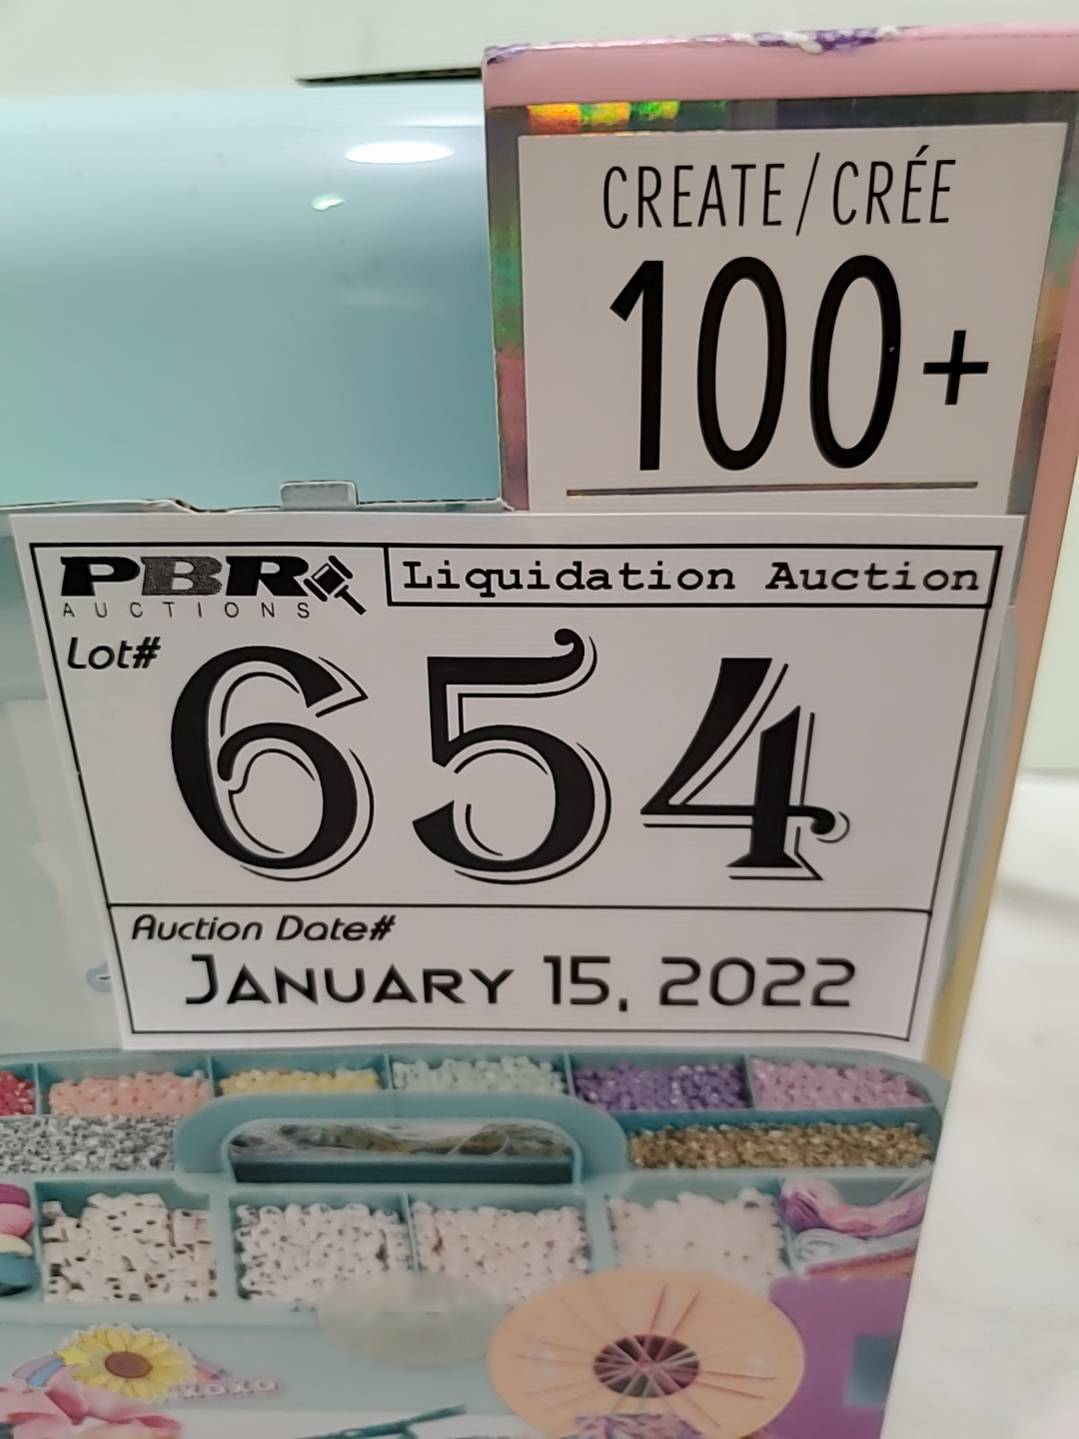 CREATE/CRÉE
100+
PBR
AUCTIONS
Liquidation Auction
Lot#
654
Auction Date#
January 15, 2022
XOXO